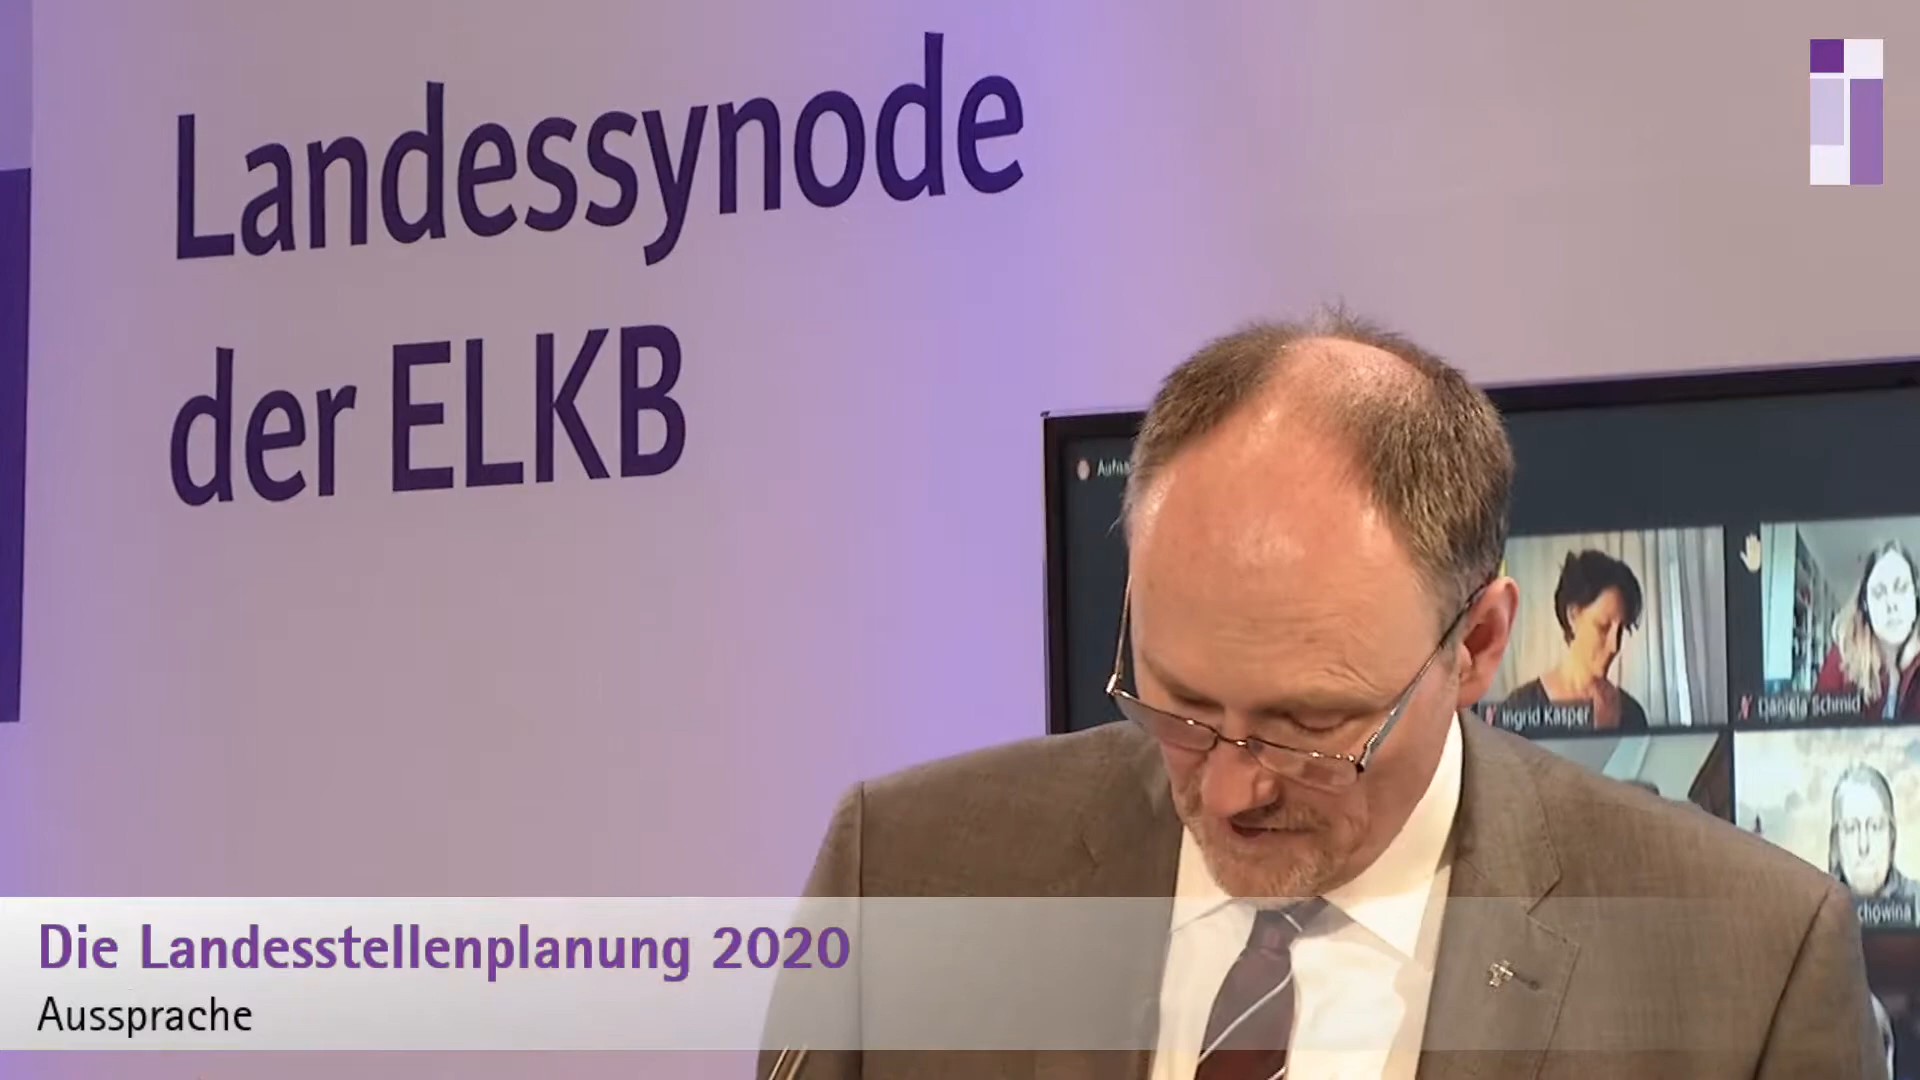 Landessynode
der ELKB
Ingrid Kasper
Daniela Schmid
Die Landesstellenplanung 2020
Aussprache